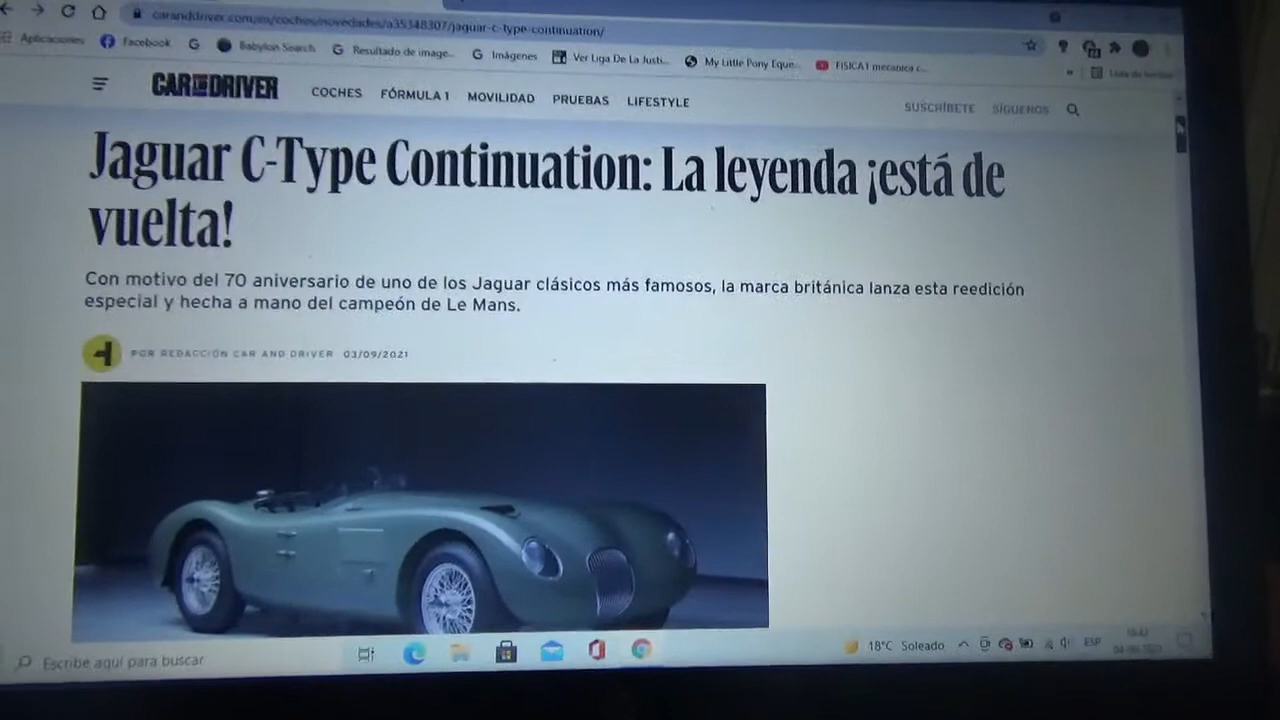 caranddriver.com/es/coches/novedades/a35348307/jaguar-c-type-continuation/
Aplicaciones Facebook Babylon Search Resultado de image... Imágenes Ver Liga De La Justi... My Little Pony Eque... FISICA1 mecanica c...
CAR AND DRIVER COCHES FÓRMULA 1 MOVILIDAD PRUEBAS LIFESTYLE SUSCRÍBETE SÍGUENOS
Jaguar C-Type Continuation: La leyenda ¡está de
vuelta!
Con motivo del 70 aniversario de uno de los Jaguar clásicos más famosos, la marca británica lanza esta reedición
especial y hecha a mano del campeón de Le Mans.
POR REDACCIÓN CAR AND DRIVER 03/09/2021
Escribe aquí para buscar 18°C Soleado ESP